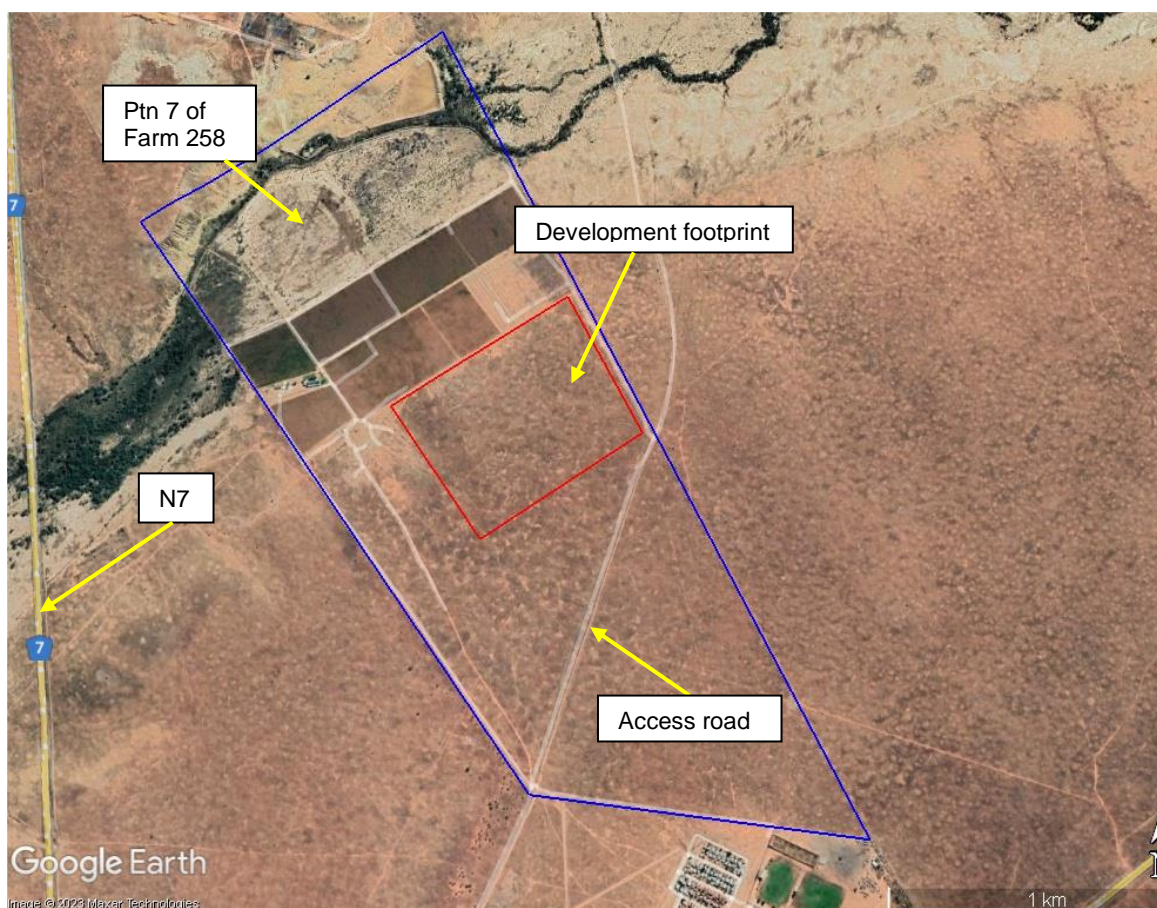 Ptn 7 of
Farm 258
7
Development footprint
N7
7
Access road
Google Earth
Image © 2023 Maxar Technologies
1 km
N